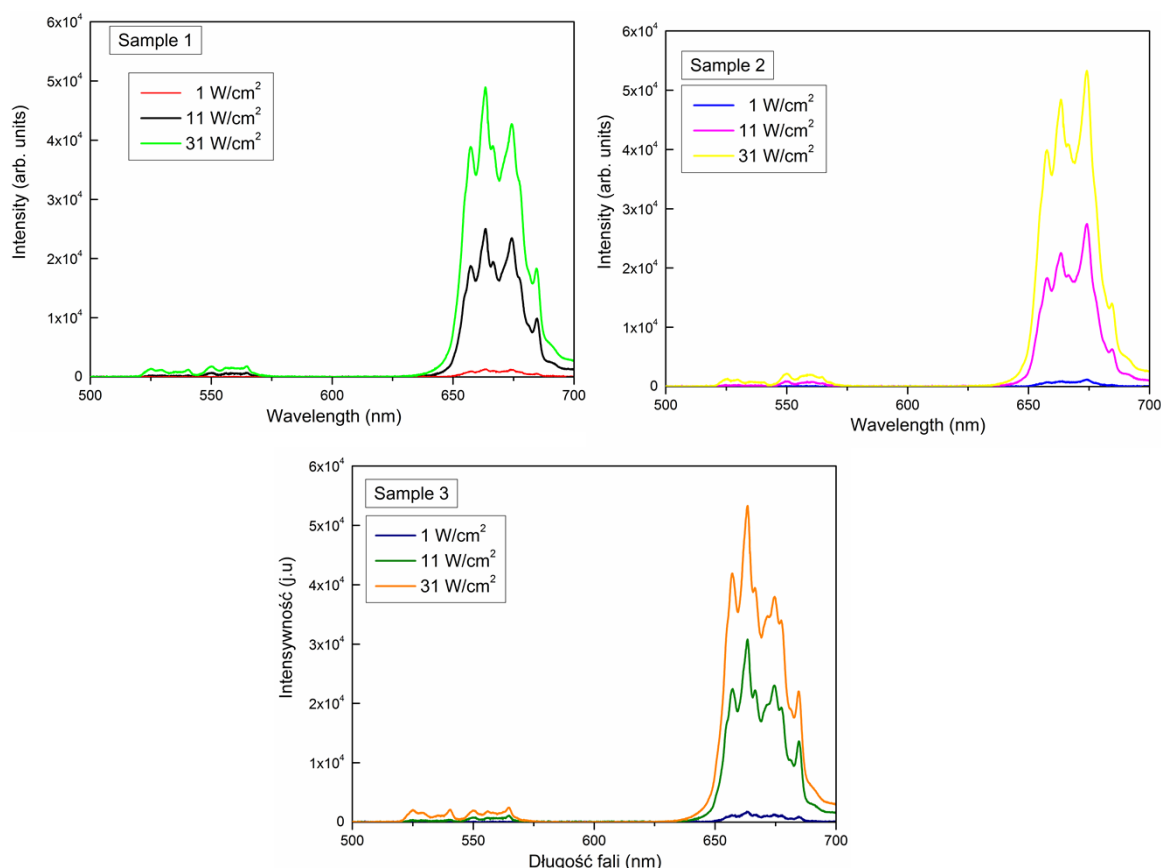 Sample 1
1 W/cm²
11 W/cm²
31 W/cm²
Intensity (arb. units)
6x10⁴
5x10⁴
4x10⁴
3x10⁴
2x10⁴
1x10⁴
0
500 550 600 650 700
Wavelength (nm)
Sample 2
1 W/cm²
11 W/cm²
31 W/cm²
Intensity (arb. units)
6x10⁴
5x10⁴
4x10⁴
3x10⁴
2x10⁴
1x10⁴
0
500 550 600 650 700
Wavelength (nm)
Sample 3
1 W/cm²
11 W/cm²
31 W/cm²
Intensywność (j.u)
6x10⁴
5x10⁴
4x10⁴
3x10⁴
2x10⁴
1x10⁴
0
500 550 600 650 700
Długość fali (nm)